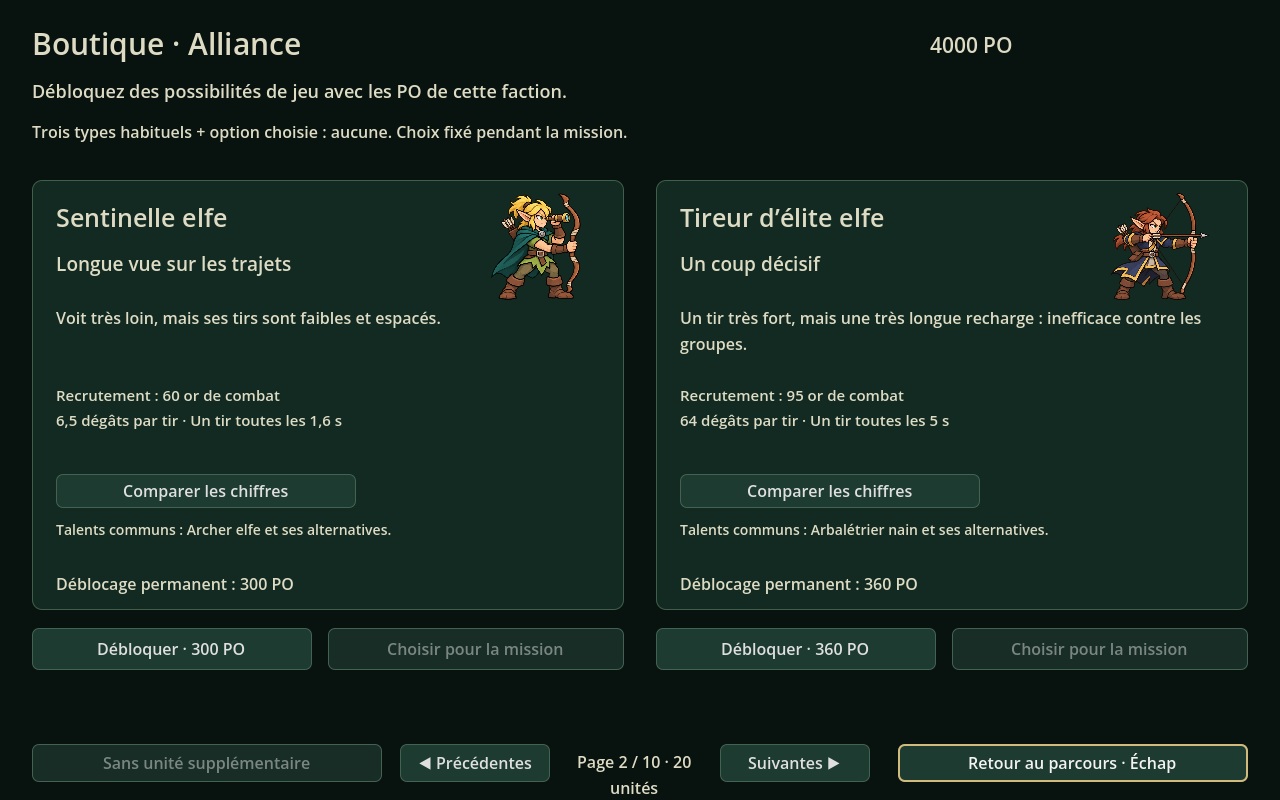 Boutique · Alliance
4000 PO
Débloquez des possibilités de jeu avec les PO de cette faction.
Trois types habituels + option choisie : aucune. Choix fixé pendant la mission.
Sentinelle elfe
Longue vue sur les trajets
Voit très loin, mais ses tirs sont faibles et espacés.
Recrutement : 60 or de combat
6,5 dégâts par tir · Un tir toutes les 1,6 s
Comparer les chiffres
Talents communs : Archer elfe et ses alternatives.
Déblocage permanent : 300 PO
Débloquer · 300 PO
Choisir pour la mission
Tireur d’élite elfe
Un coup décisif
Un tir très fort, mais une très longue recharge : inefficace contre les
groupes.
Recrutement : 95 or de combat
64 dégâts par tir · Un tir toutes les 5 s
Comparer les chiffres
Talents communs : Arbalétrier nain et ses alternatives.
Déblocage permanent : 360 PO
Débloquer · 360 PO
Choisir pour la mission
Sans unité supplémentaire
◀ Précédentes
Page 2 / 10 · 20
unités
Suivantes ▶
Retour au parcours · Échap